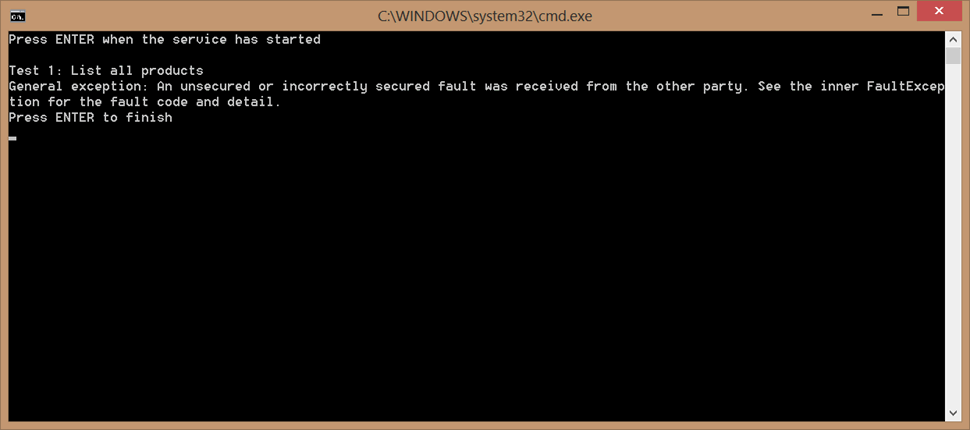 C:\WINDOWS\system32\cmd.exe
Press ENTER when the service has started
Test 1: List all products
General exception: An unsecured or incorrectly secured fault was received from the other party. See the inner FaultExcep
tion for the fault code and detail.
Press ENTER to finish